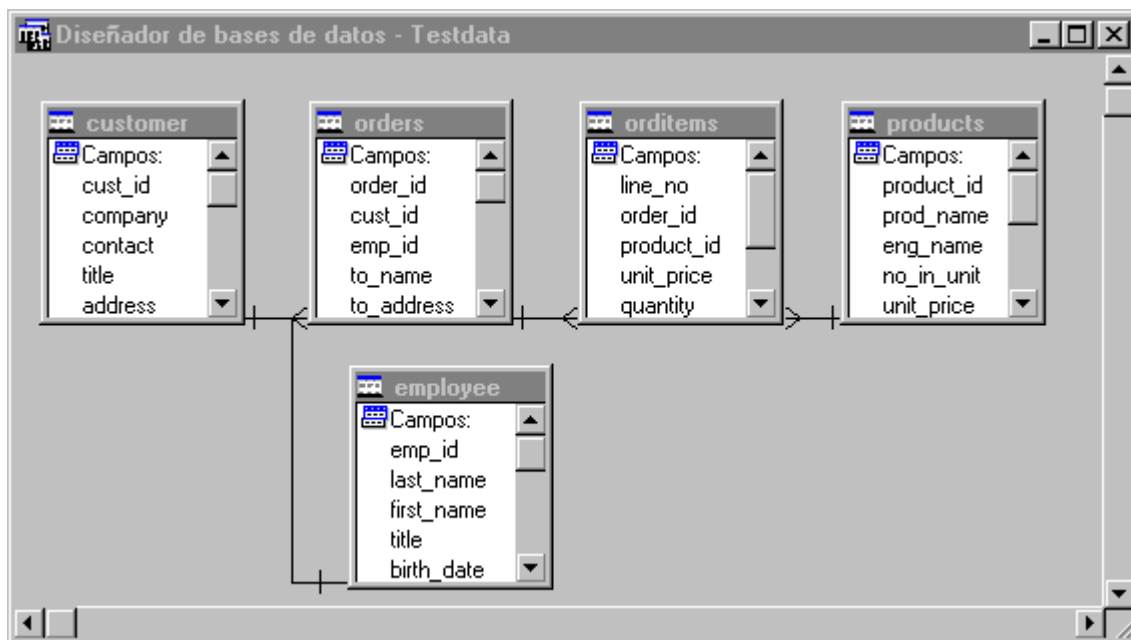 Diseñador de bases de datos - Testdata
customer
Campos:
cust_id
company
contact
title
address
orders
Campos:
order_id
cust_id
emp_id
to_name
to_address
orditems
Campos:
line_no
order_id
product_id
unit_price
quantity
products
Campos:
product_id
prod_name
eng_name
no_in_unit
unit_price
employee
Campos:
emp_id
last_name
first_name
title
birth_date